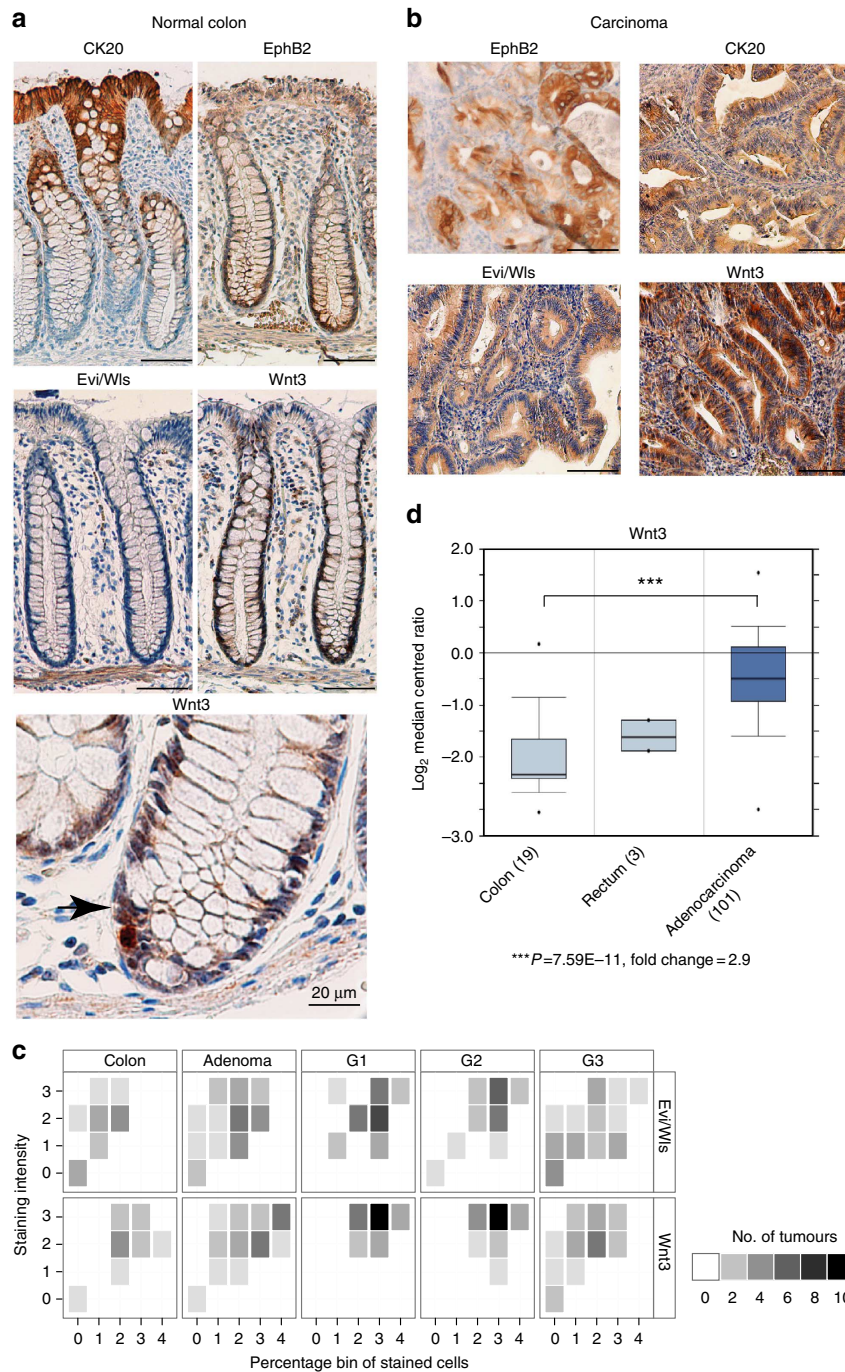 a
Normal colon
CK20
EphB2
Evi/Wls
Wnt3
Wnt3
20 μm
b
Carcinoma
EphB2
CK20
Evi/Wls
Wnt3
d
Wnt3
***
2.0
1.0
0.0
–1.0
–2.0
–3.0
Log2 median centred ratio
Colon (19)
Rectum (3)
Adenocarcinoma
(101)
***P=7.59E–11, fold change=2.9
c
Colon
Adenoma
G1
G2
G3
3
2
1
0
Evi/Wls
3
2
1
0
Wnt3
Staining intensity
0 1 2 3 4 0 1 2 3 4 0 1 2 3 4 0 1 2 3 4 0 1 2 3 4
Percentage bin of stained cells
No. of tumours
0 2 4 6 8 10